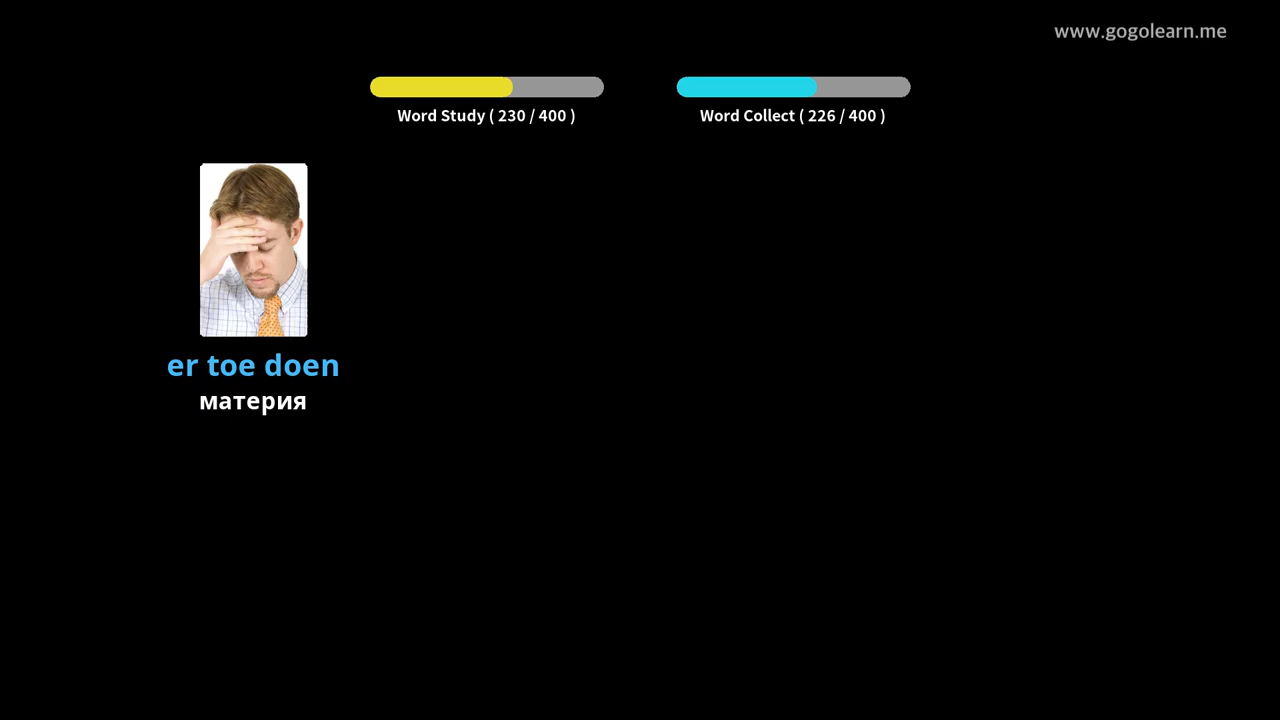 www.gogolearn.me
Word Study ( 230 / 400 )
Word Collect ( 226 / 400 )
er toe doen
материя